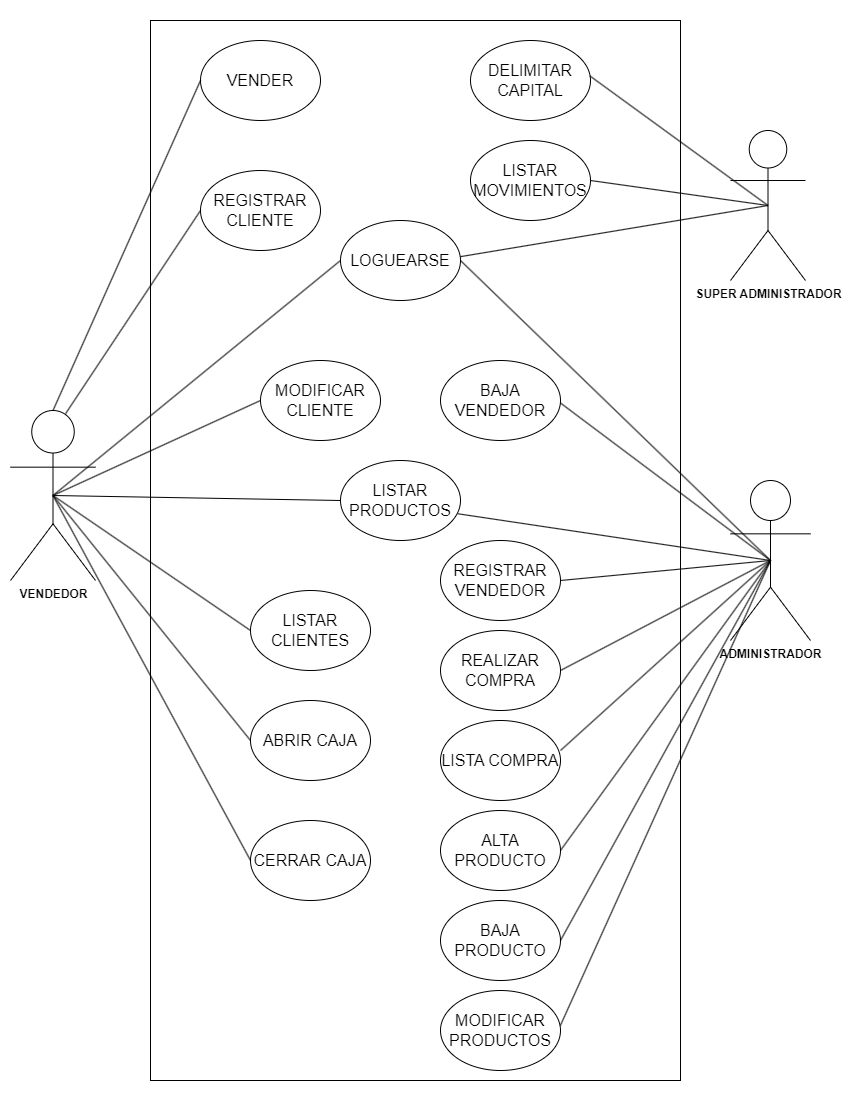 VENDER
DELIMITAR
CAPITAL
LISTAR
MOVIMIENTOS
REGISTRAR
CLIENTE
LOGUEARSE
SUPER ADMINISTRADOR
MODIFICAR
CLIENTE
BAJA
VENDEDOR
LISTAR
PRODUCTOS
REGISTRAR
VENDEDOR
VENDEDOR
LISTAR
CLIENTES
REALIZAR
COMPRA
ADMINISTRADOR
ABRIR CAJA
LISTA COMPRA
ALTA
PRODUCTO
CERRAR CAJA
BAJA
PRODUCTO
MODIFICAR
PRODUCTOS